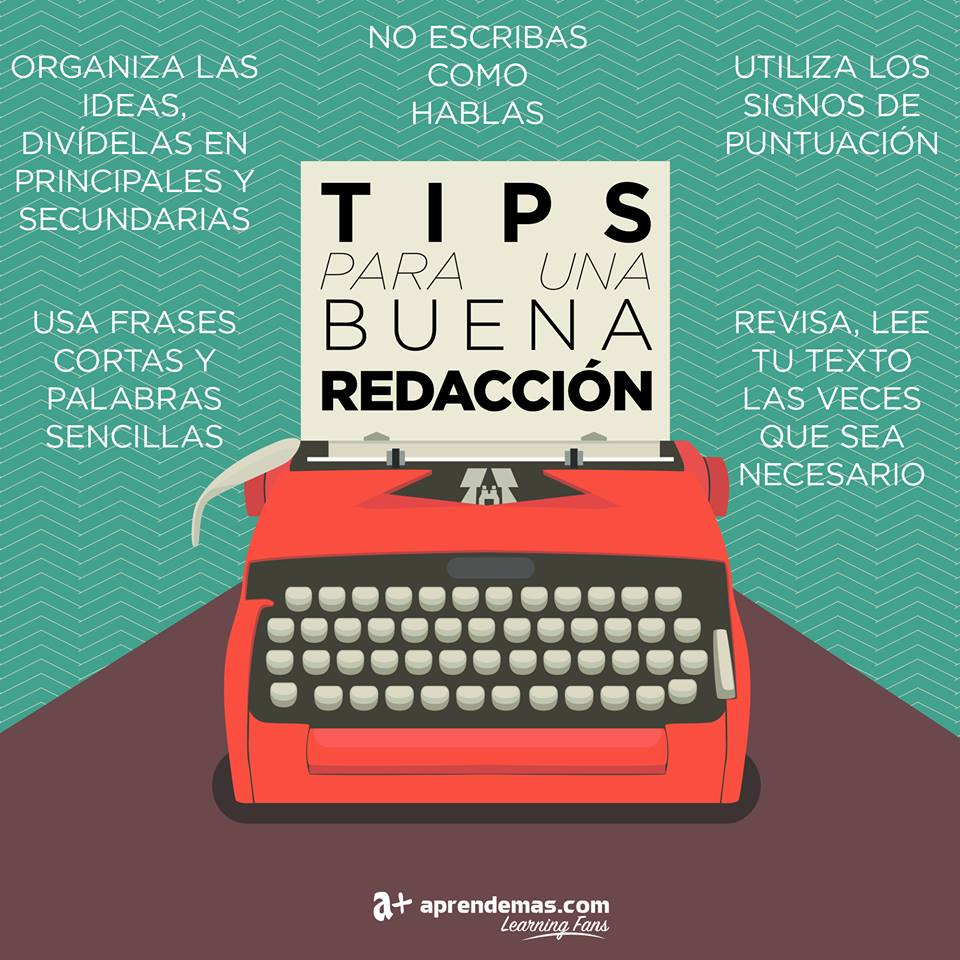 NO ESCRIBAS
COMO
HABLAS
ORGANIZA LAS
IDEAS,
DIVÍDELAS EN
PRINCIPALES Y
SECUNDARIAS
UTILIZA LOS
SIGNOS DE
PUNTUACIÓN
TIPS
PARA UNA
BUENA
REDACCIÓN
USA FRASES
CORTAS Y
PALABRAS
SENCILLAS
REVISA, LEE
TU TEXTO
LAS VECES
QUE SEA
NECESARIO
a+ aprendemas.com
Learning Fans